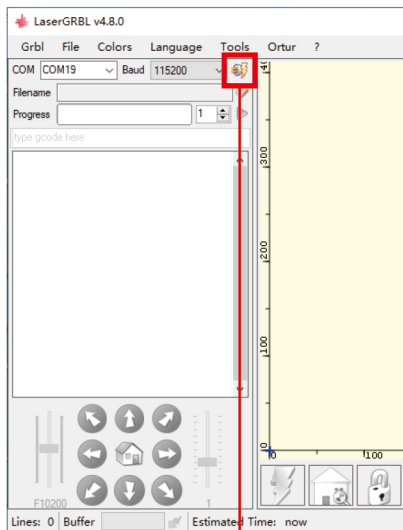 LaserGRBL v4.8.0
Grbl File Colors Language Tools Ortur ?
COM COM19 Baud 115200
Filename
Progress 1
type gcode here
300
200
100
0
0 100
F10200 1
Lines: 0 Buffer Estimated Time: now